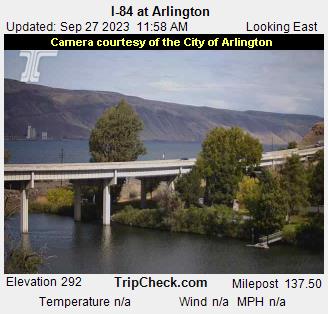 I-84 at Arlington
Updated: Sep 27 2023 11:58 AM Looking East
Camera courtesy of the City of Arlington
Elevation 292 TripCheck.com Milepost 137.50
Temperature n/a Wind n/a MPH n/a